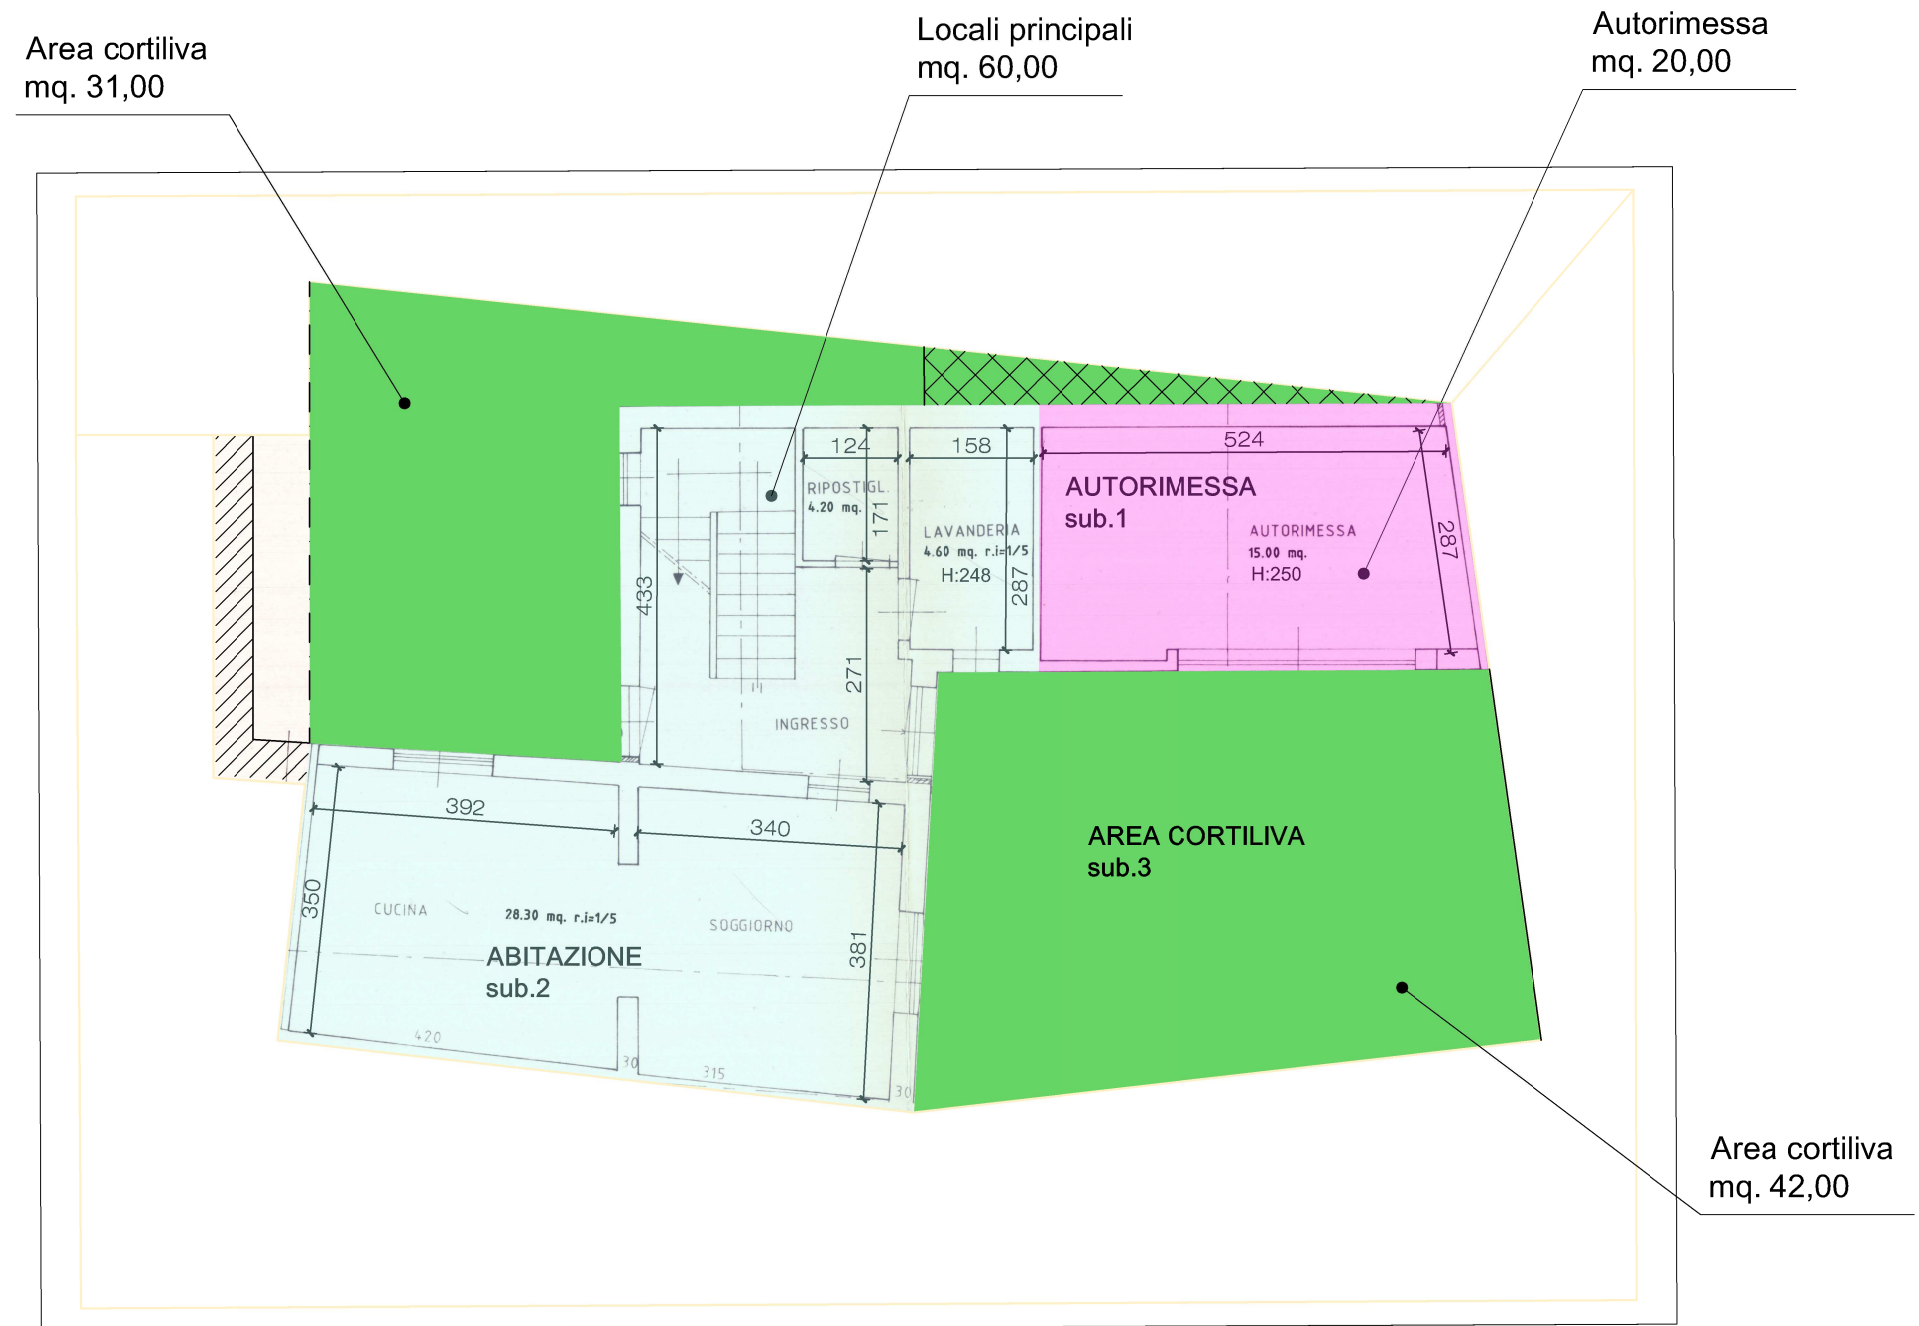 Area cortiliva
mq. 31,00
Locali principali
mq. 60,00
Autorimessa
mq. 20,00
124
158
524
RIPOSTIGL.
4.20 mq.
171
433
271
LAVANDERIA
4.60 mq. r.i=1/5
H:248
287
AUTORIMESSA
sub.1
AUTORIMESSA
15.00 mq.
H:250
287
INGRESSO
392
340
350
381
CUCINA
28.30 mq. r.i=1/5
SOGGIORNO
ABITAZIONE
sub.2
420
30
315
30
AREA CORTILIVA
sub.3
Area cortiliva
mq. 42,00